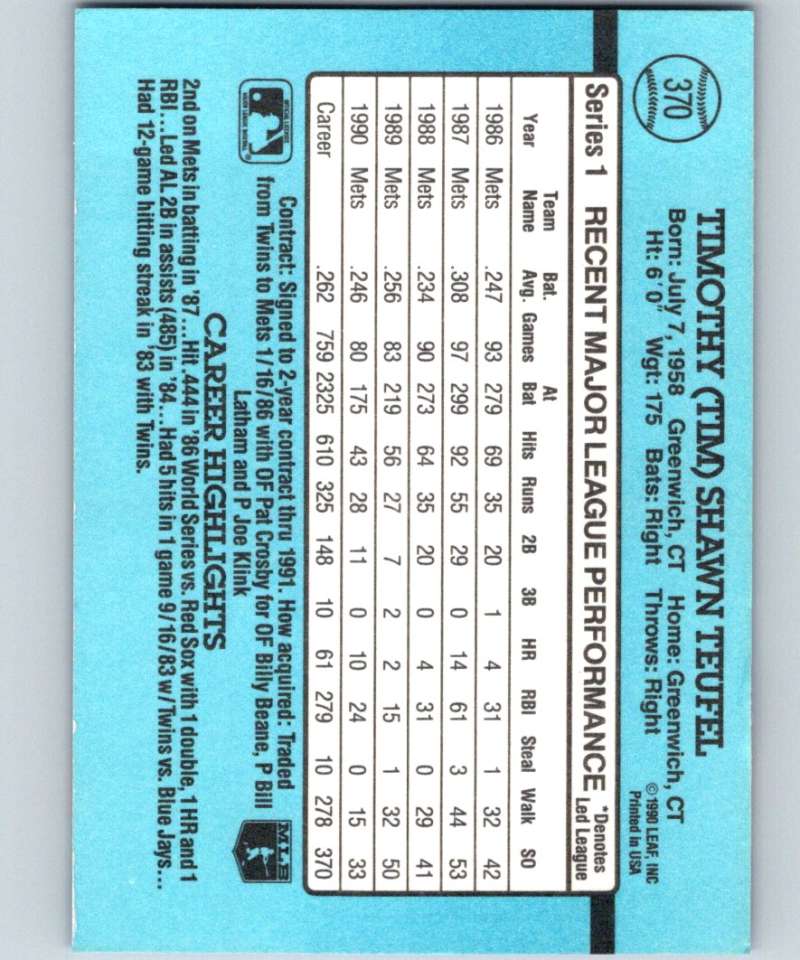 370
TIMOTHY (TIM) SHAWN TEUFEL
Born: July 7, 1958 Greenwich, CT Home: Greenwich, CT
Ht: 6'0" Wgt: 175 Bats: Right Throws: Right
© 1990 LEAF, INC
Printed in USA
Series 1 RECENT MAJOR LEAGUE PERFORMANCE *Denotes Led League
Year Team Name Bat. Avg. Games At Bat Hits Runs 2B 3B HR RBI Steal Walk SO
1986 Mets .247 93 279 69 35 20 1 4 31 1 32 42
1987 Mets .308 97 299 92 55 29 0 14 61 3 44 53
1988 Mets .234 90 273 64 35 20 0 4 31 0 29 41
1989 Mets .256 83 219 56 27 7 2 2 15 1 32 50
1990 Mets .246 80 175 43 28 11 0 10 24 0 15 33
Career .262 759 2325 610 325 148 10 61 279 10 278 370
OFFICIAL LICENSEE
MAJOR LEAGUE BASEBALL
Contract: Signed to 2-year contract thru 1991. How acquired: Traded
from Twins to Mets 1/16/86 with OF Pat Crosby for OF Billy Beane, P Bill
Latham and P Joe Klink
MLB
CAREER HIGHLIGHTS
2nd on Mets in batting in '87...Hit .444 in '86 World Series vs. Red Sox with 1 double, 1 HR and 1
RBI...Led AL 2B in assists (485) in '84...Had 5 hits in 1 game 9/16/83 w/Twins vs. Blue Jays...
Had 12-game hitting streak in '83 with Twins.